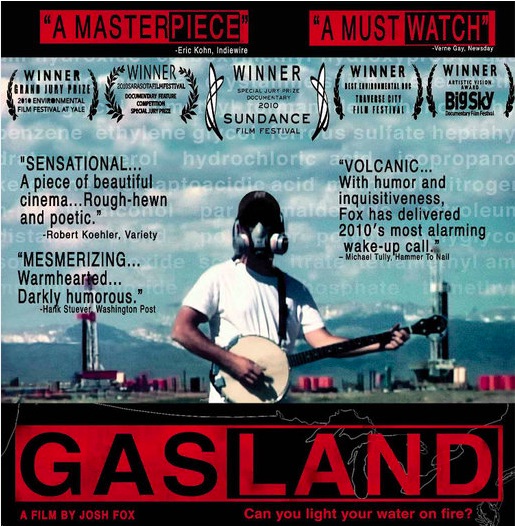 "A MASTERPIECE"
-Eric Kohn, Indiewire
"A MUST WATCH"
-Verne Gay, Newsday
WINNER
GRAND JURY PRIZE
2010 ENVIRONMENTAL
FILM FESTIVAL AT YALE
WINNER
2010 SARASOTA FILM FESTIVAL
DOCUMENTARY FEATURE
COMPETITION
SPECIAL JURY PRIZE
WINNER
SPECIAL JURY PRIZE
DOCUMENTARY
2010
SUNDANCE
FILM FESTIVAL
WINNER
BEST ENVIRONMENTAL DOC
TRAVERSE CITY
FILM FESTIVAL
WINNER
ARTISTIC VISION
AWARD
Big SKY
Documentary Film Festival
"SENSATIONAL...
A piece of beautiful
cinema...Rough-hewn
and poetic."
-Robert Koehler, Variety
"MESMERIZING...
Warmhearted...
Darkly humorous."
-Hank Stuever, Washington Post
"VOLCANIC...
With humor and
inquisitiveness,
Fox has delivered
2010's most alarming
wake-up call."
– Michael Tully, Hammer To Nail
GASLAND
A FILM BY JOSH FOX
Can you light your water on fire?